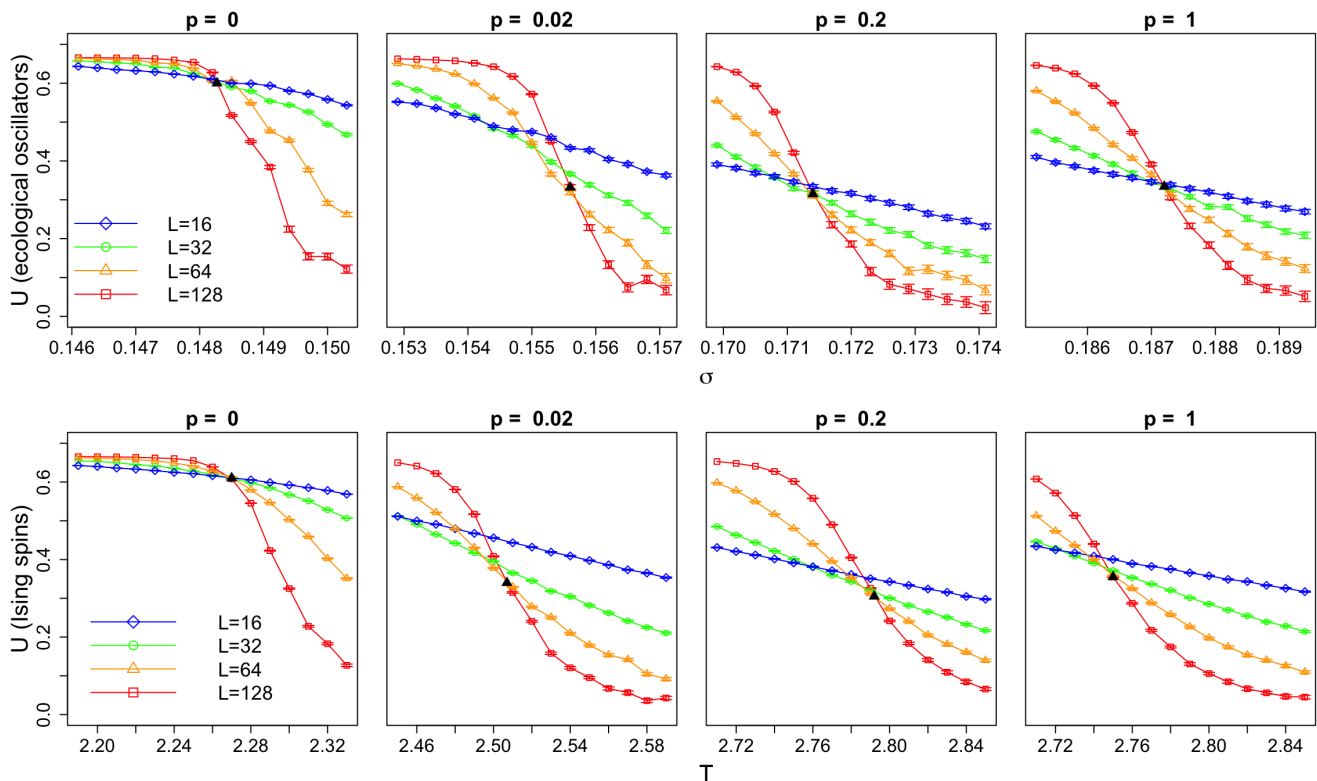 p = 0
p = 0.02
p = 0.2
p = 1
U (ecological oscillators)
0.6
0.4
0.2
0.0
L=16
L=32
L=64
L=128
0.146 0.147 0.148 0.149 0.150
0.153 0.154 0.155 0.156 0.157
0.170 0.171 0.172 0.173 0.174
0.186 0.187 0.188 0.189
σ
p = 0
p = 0.02
p = 0.2
p = 1
U (Ising spins)
0.6
0.4
0.2
0.0
L=16
L=32
L=64
L=128
2.20 2.24 2.28 2.32
2.46 2.50 2.54 2.58
2.72 2.76 2.80 2.84
2.72 2.76 2.80 2.84
T